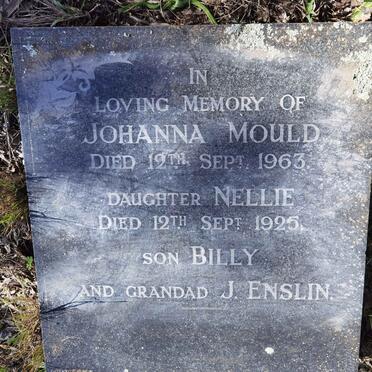 IN
LOVING MEMORY OF
JOHANNA MOULD
DIED 12TH. SEPT. 1963.
DAUGHTER NELLIE
DIED 12TH SEPT 1925.
SON BILLY
AND GRANDAD J. ENSLIN.